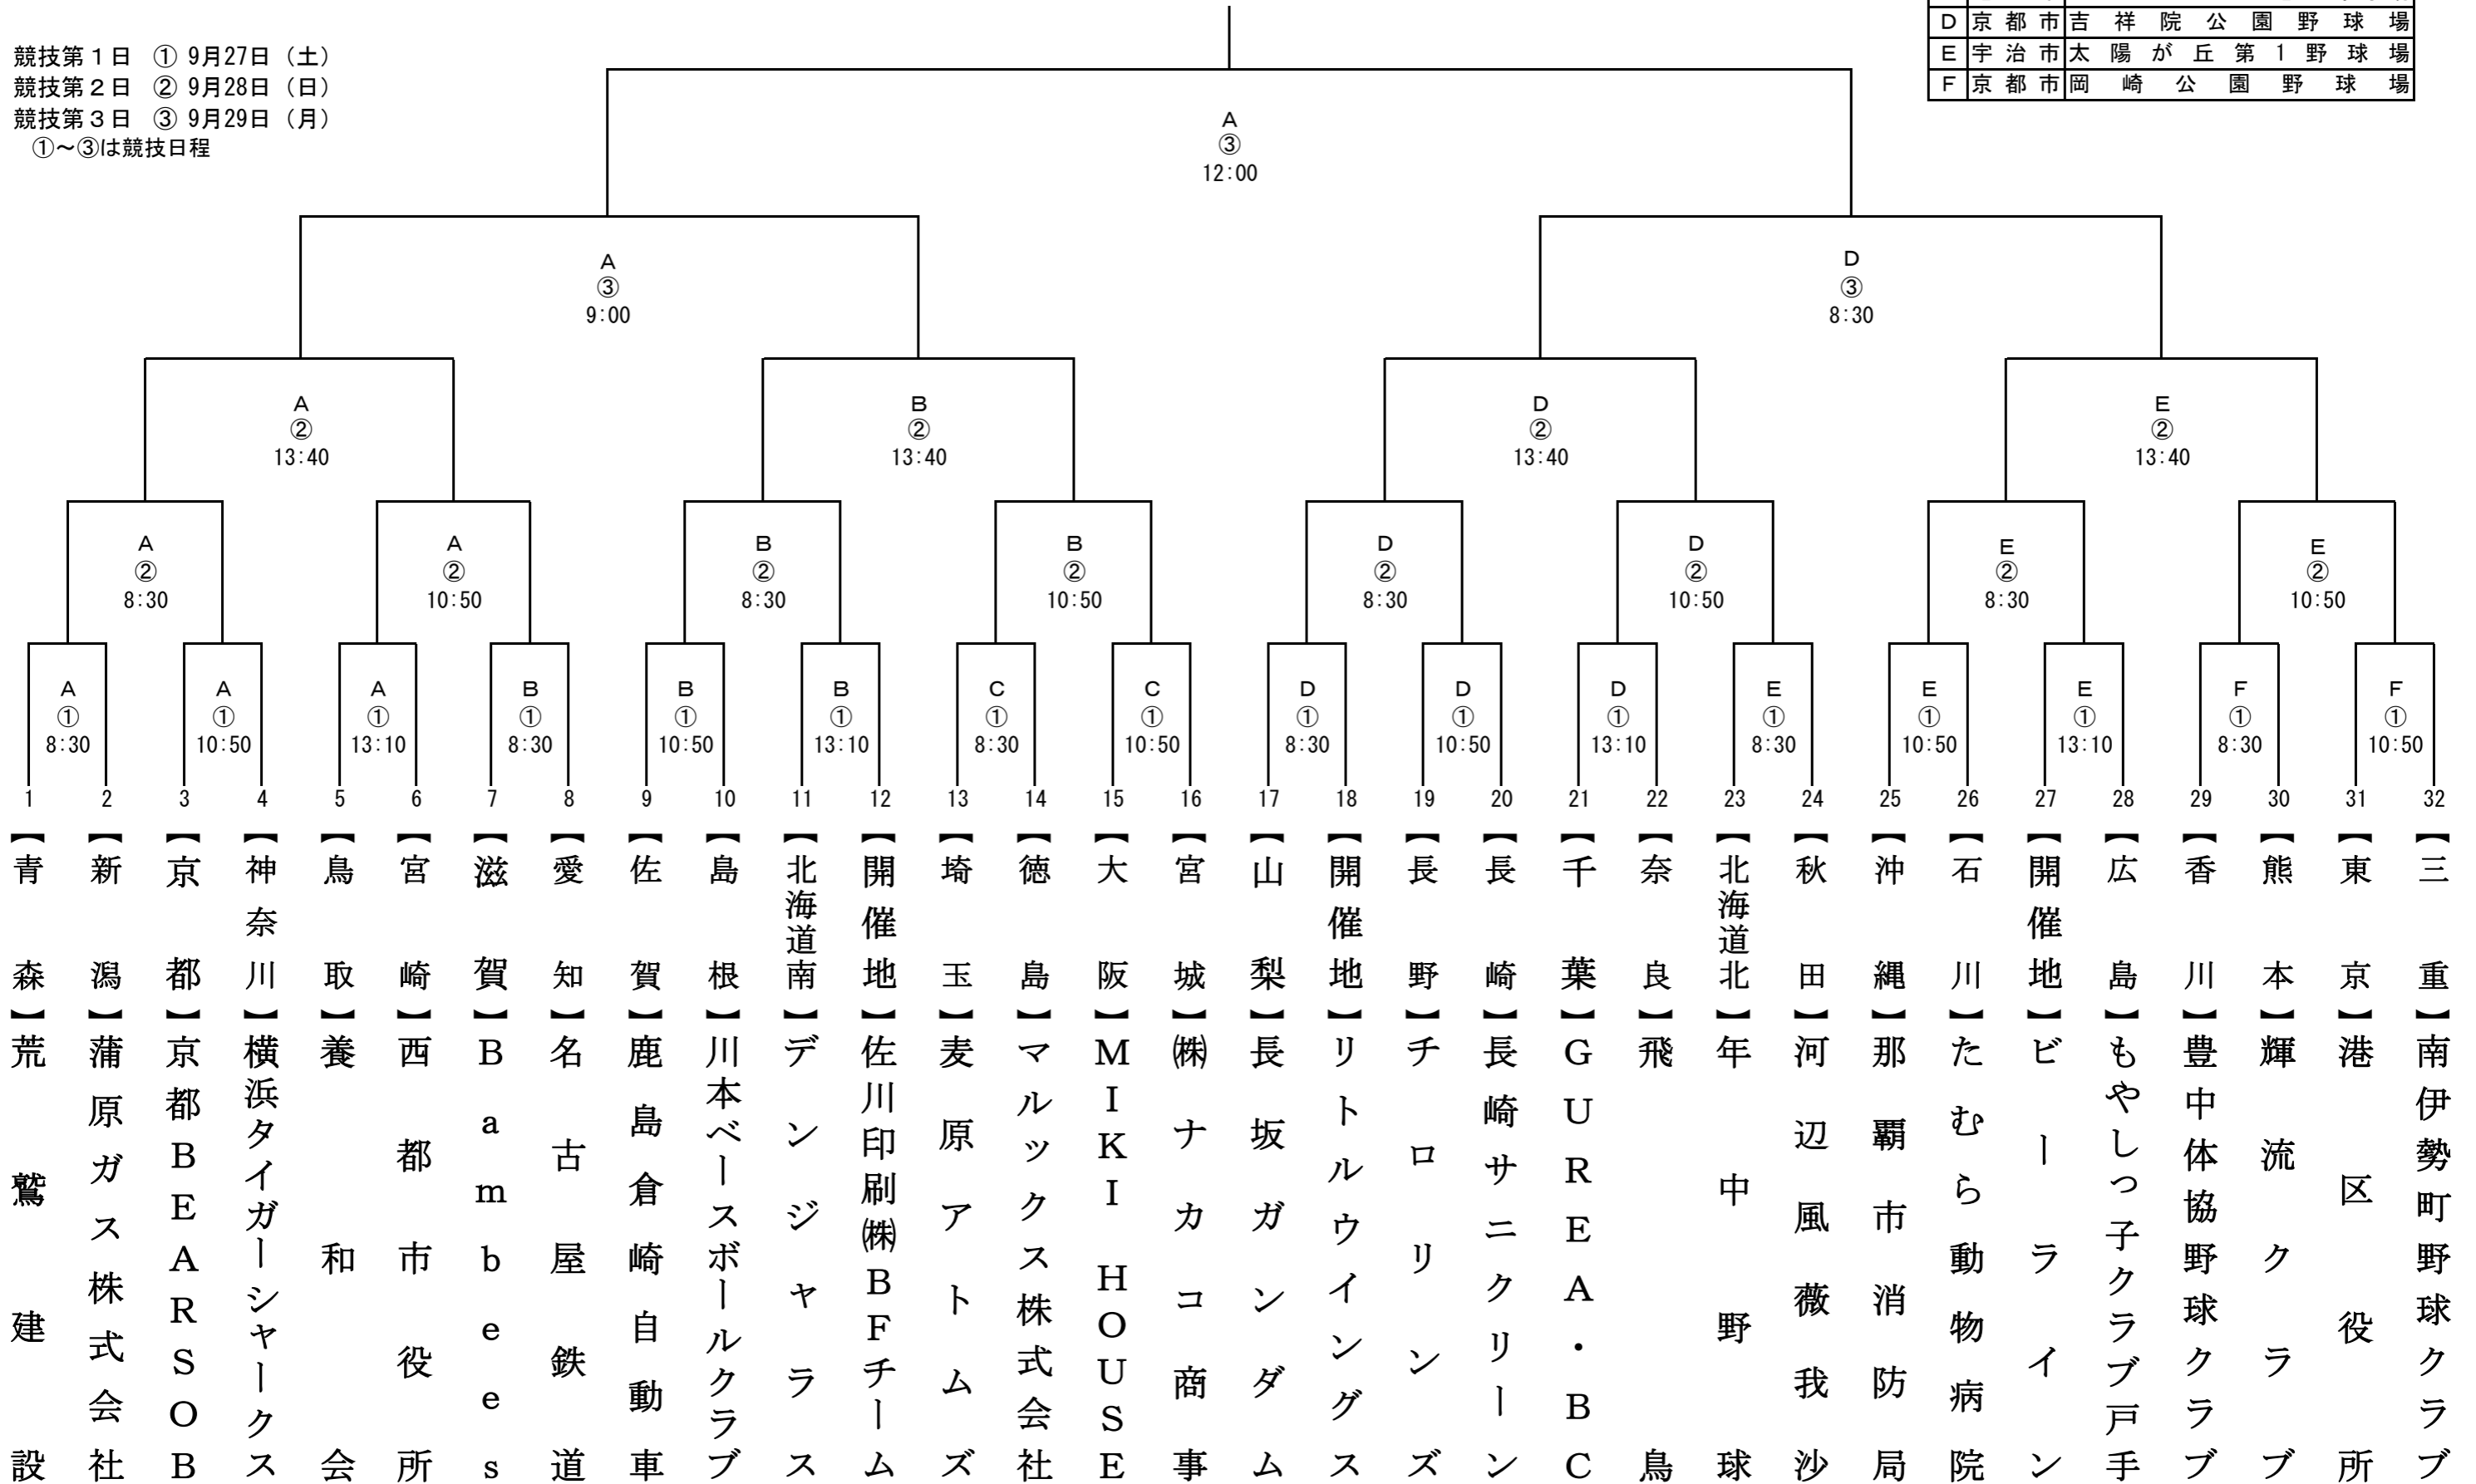 D 京都市 吉祥院公園野球場
競技第1日 ① 9月27日(土)
E 宇治市 太陽が丘第1野球場
競技第2日 ② 9月28日(日)
F 京都市 岡崎公園野球場
競技第3日 ③ 9月29日(月)
①~③は競技日程
A
③
12:00
A D
③ ③
9:00 8:30
A B D E
② ② ② ②
13:40 13:40 13:40 13:40
A A B B D D E E
② ② ② ② ② ② ② ②
8:30 10:50 8:30 10:50 8:30 10:50 8:30 10:50
A A A B B B C C D D D E E E F F
① ① ① ① ① ① ① ① ① ① ① ① ① ① ① ①
8:30 10:50 13:10 8:30 10:50 13:10 8:30 10:50 8:30 10:50 13:10 8:30 10:50 13:10 8:30 10:50
1 2 3 4 5 6 7 8 9 10 11 12 13 14 15 16 17 18 19 20 21 22 23 24 25 26 27 28 29 30 31 32
【青森】荒鷲建設
【新潟】蒲原ガス株式会社
【京都】京都BEARSOB
【神奈川】横浜タイガーシャークス
【鳥取】養和会
【宮崎】西都市役所
【滋賀】Bambees
【愛知】名古屋鉄道
【佐賀】鹿島倉崎自動車
【島根】川本ベースボールクラブ
【北海道南】デンジャラス
【開催地】佐川印刷㈱BFチーム
【埼玉】麦原アトムズ
【徳島】マルックス株式会社
【大阪】MIKI HOUSE
【宮城】㈱ナカコ商事
【山梨】長坂ガンダム
【開催地】リトルウイングス
【長野】チロリンズ
【長崎】長崎サニクリーン
【千葉】GUREA・BC
【奈良】飛鳥
【北海道北】年中野球
【秋田】河辺風薇我沙
【沖縄】那覇市消防局
【石川】たむら動物病院
【開催地】ビーライン
【広島】もやしっ子クラブ戸手
【香川】豊中体協野球クラブ
【熊本】輝流クラブ
【東京】港区役所
【三重】南伊勢町野球クラブ